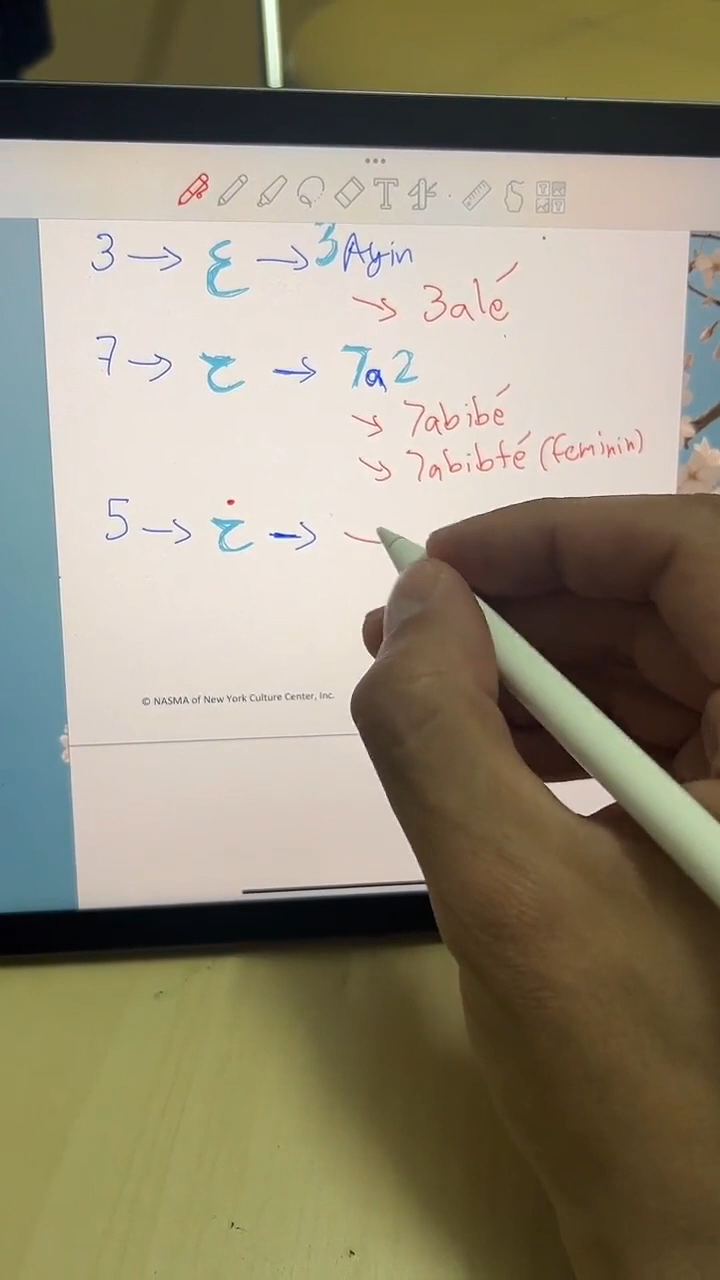 3 → ع → 3Ayin
→ 3alé
7 → ح → 7a2
→ 7abibé
→ 7abibté (feminin)
5 → خ →
© NASMA of New York Culture Center, Inc.